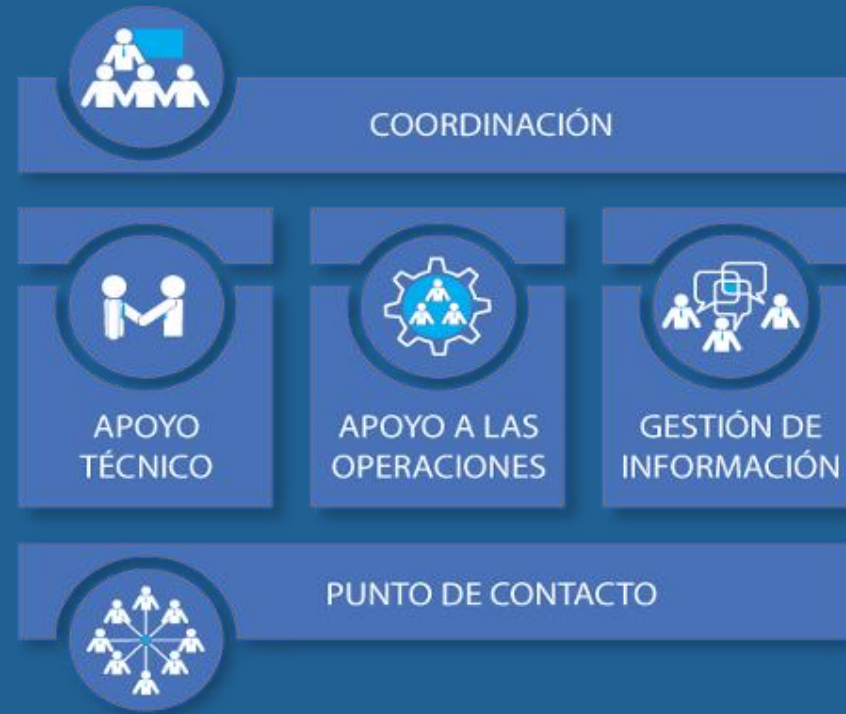 COORDINACIÓN
APOYO
TÉCNICO
APOYO A LAS
OPERACIONES
GESTIÓN DE
INFORMACIÓN
PUNTO DE CONTACTO